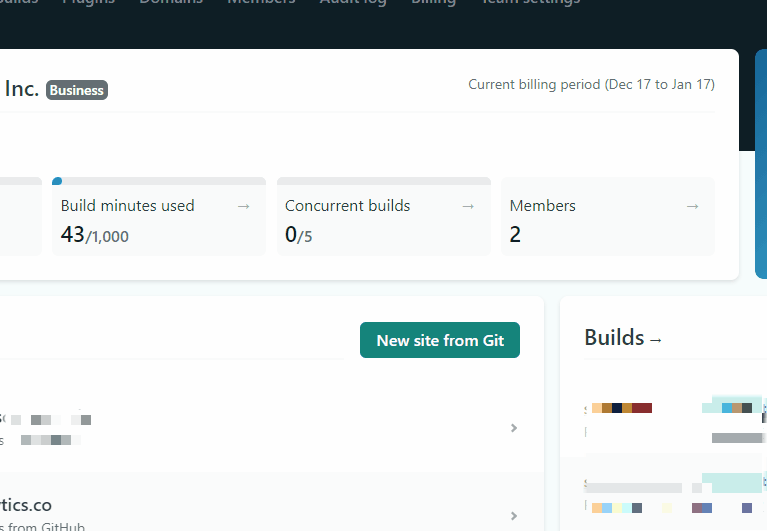 Builds Plugins Domains Members Audit log Billing Team settings
Inc. Business
Current billing period (Dec 17 to Jan 17)
Build minutes used →
43/1,000
Concurrent builds →
0/5
Members →
2
New site from Git
Builds →
ytics.co
s from GitHub